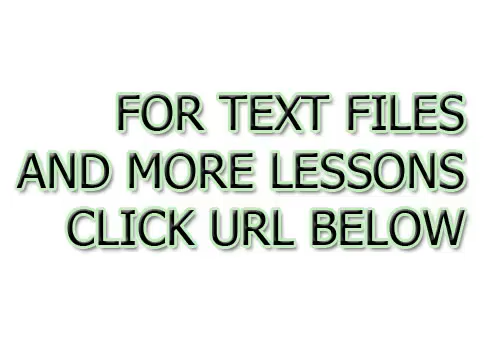 FOR TEXT FILES
AND MORE LESSONS
CLICK URL BELOW